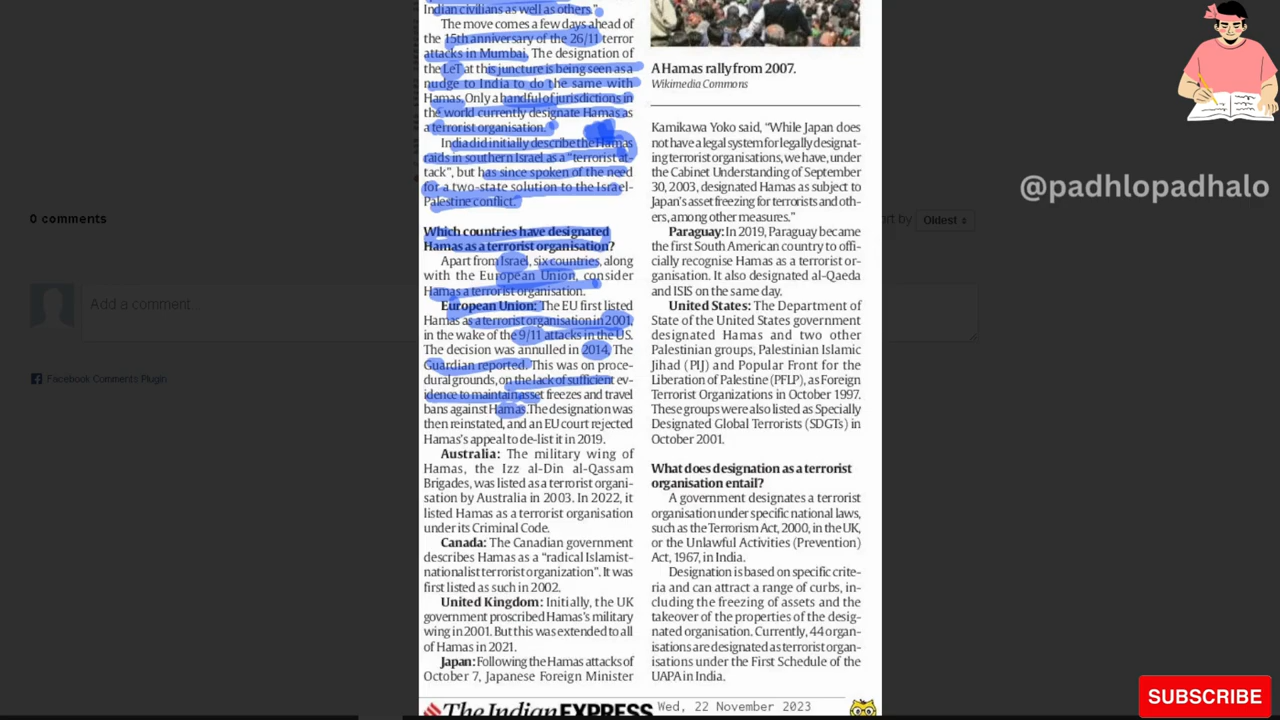 Indian civilians as well as others."
The move comes a few days ahead of
the 15th anniversary of the 26/11 terror
attacks in Mumbai. The designation of
the LeT at this juncture is being seen as a
nudge to India to do the same with
Hamas. Only a handful of jurisdictions in
the world currently designate Hamas as
a terrorist organisation.
India did initially describe the Hamas
raids in southern Israel as a "terrorist at-
tack", but has since spoken of the need
for a two-state solution to the Israel-
Palestine conflict.
Which countries have designated
Hamas as a terrorist organisation?
Apart from Israel, six countries, along
with the European Union, consider
Hamas a terrorist organisation.
European Union: The EU first listed
Hamas as a terrorist organisation in 2001,
in the wake of the 9/11 attacks in the US.
The decision was annulled in 2014, The
Guardian reported. This was on proce-
dural grounds, on the lack of sufficient ev-
idence to maintain asset freezes and travel
bans against Hamas. The designation was
then reinstated, and an EU court rejected
Hamas's appeal to de-list it in 2019.
Australia: The military wing of
Hamas, the Izz al-Din al-Qassam
Brigades, was listed as a terrorist organi-
sation by Australia in 2003. In 2022, it
listed Hamas as a terrorist organisation
under its Criminal Code.
Canada: The Canadian government
describes Hamas as a "radical Islamist-
nationalist terrorist organization". It was
first listed as such in 2002.
United Kingdom: Initially, the UK
government proscribed Hamas's military
wing in 2001. But this was extended to all
of Hamas in 2021.
Japan: Following the Hamas attacks of
October 7, Japanese Foreign Minister
A Hamas rally from 2007.
Wikimedia Commons
Kamikawa Yoko said, "While Japan does
not have a legal system for legally designat-
ing terrorist organisations, we have, under
the Cabinet Understanding of September
30, 2003, designated Hamas as subject to
Japan's asset freezing for terrorists and oth-
ers, among other measures."
Paraguay: In 2019, Paraguay became
the first South American country to offi-
cially recognise Hamas as a terrorist or-
ganisation. It also designated al-Qaeda
and ISIS on the same day.
United States: The Department of
State of the United States government
designated Hamas and two other
Palestinian groups, Palestinian Islamic
Jihad (PIJ) and Popular Front for the
Liberation of Palestine (PFLP), as Foreign
Terrorist Organizations in October 1997.
These groups were also listed as Specially
Designated Global Terrorists (SDGTs) in
October 2001.
What does designation as a terrorist
organisation entail?
A government designates a terrorist
organisation under specific national laws,
such as the Terrorism Act, 2000, in the UK,
or the Unlawful Activities (Prevention)
Act, 1967, in India.
Designation is based on specific crite-
ria and can attract a range of curbs, in-
cluding the freezing of assets and the
takeover of the properties of the desig-
nated organisation. Currently, 44 organ-
isations are designated as terrorist organ-
isations under the First Schedule of the
UAPA in India.
The Indian EXPRESS
Wed, 22 November 2023
0 comments
Add a comment...
Facebook Comments Plugin
@padhlopadhalo
ort by Oldest
SUBSCRIBE